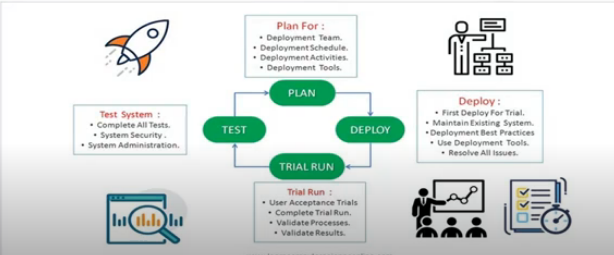 Plan For :
• Deployment Team.
• Deployment Schedule.
• Deployment Activities.
• Deployment Tools.
PLAN
Test System :
• Complete All Tests.
• System Security .
• System Administration.
TEST
DEPLOY
Deploy :
• First Deploy For Trial.
• Maintain Existing System.
•Deployment Best Practices
• Use Deployment Tools.
• Resolve All Issues.
TRIAL RUN
Trial Run :
• User Acceptance Trials
• Complete Trial Run.
• Validate Processes.
• Validate Results.